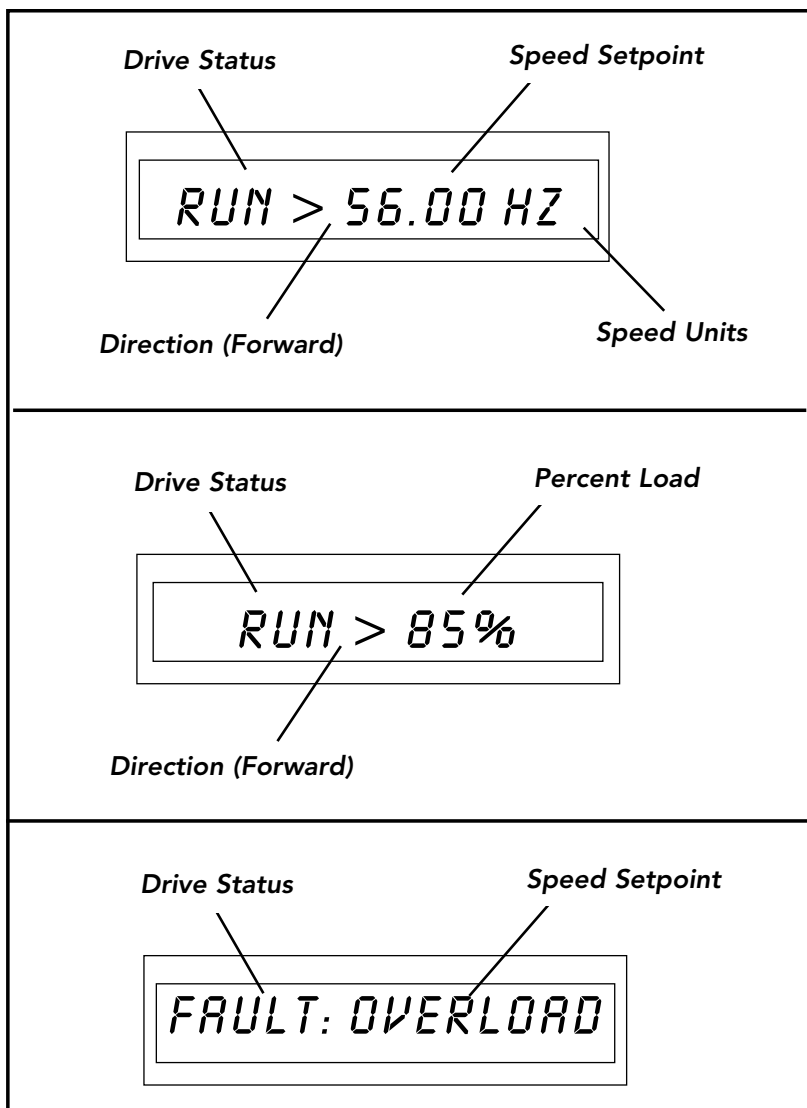 Drive Status
Speed Setpoint
RUN > 56.00 HZ
Direction (Forward)
Speed Units
Drive Status
Percent Load
RUN > 85%
Direction (Forward)
Drive Status
Speed Setpoint
FAULT: OVERLOAD